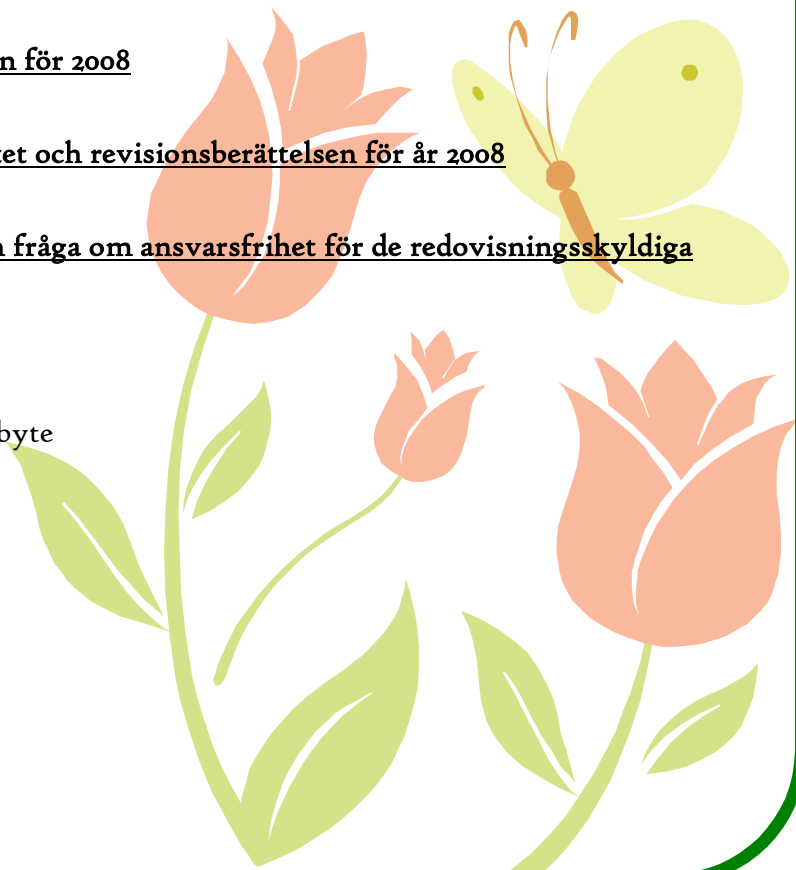 n för 2008
tet och revisionsberättelsen för år 2008
fråga om ansvarsfrihet för de redovisningsskyldiga
byte